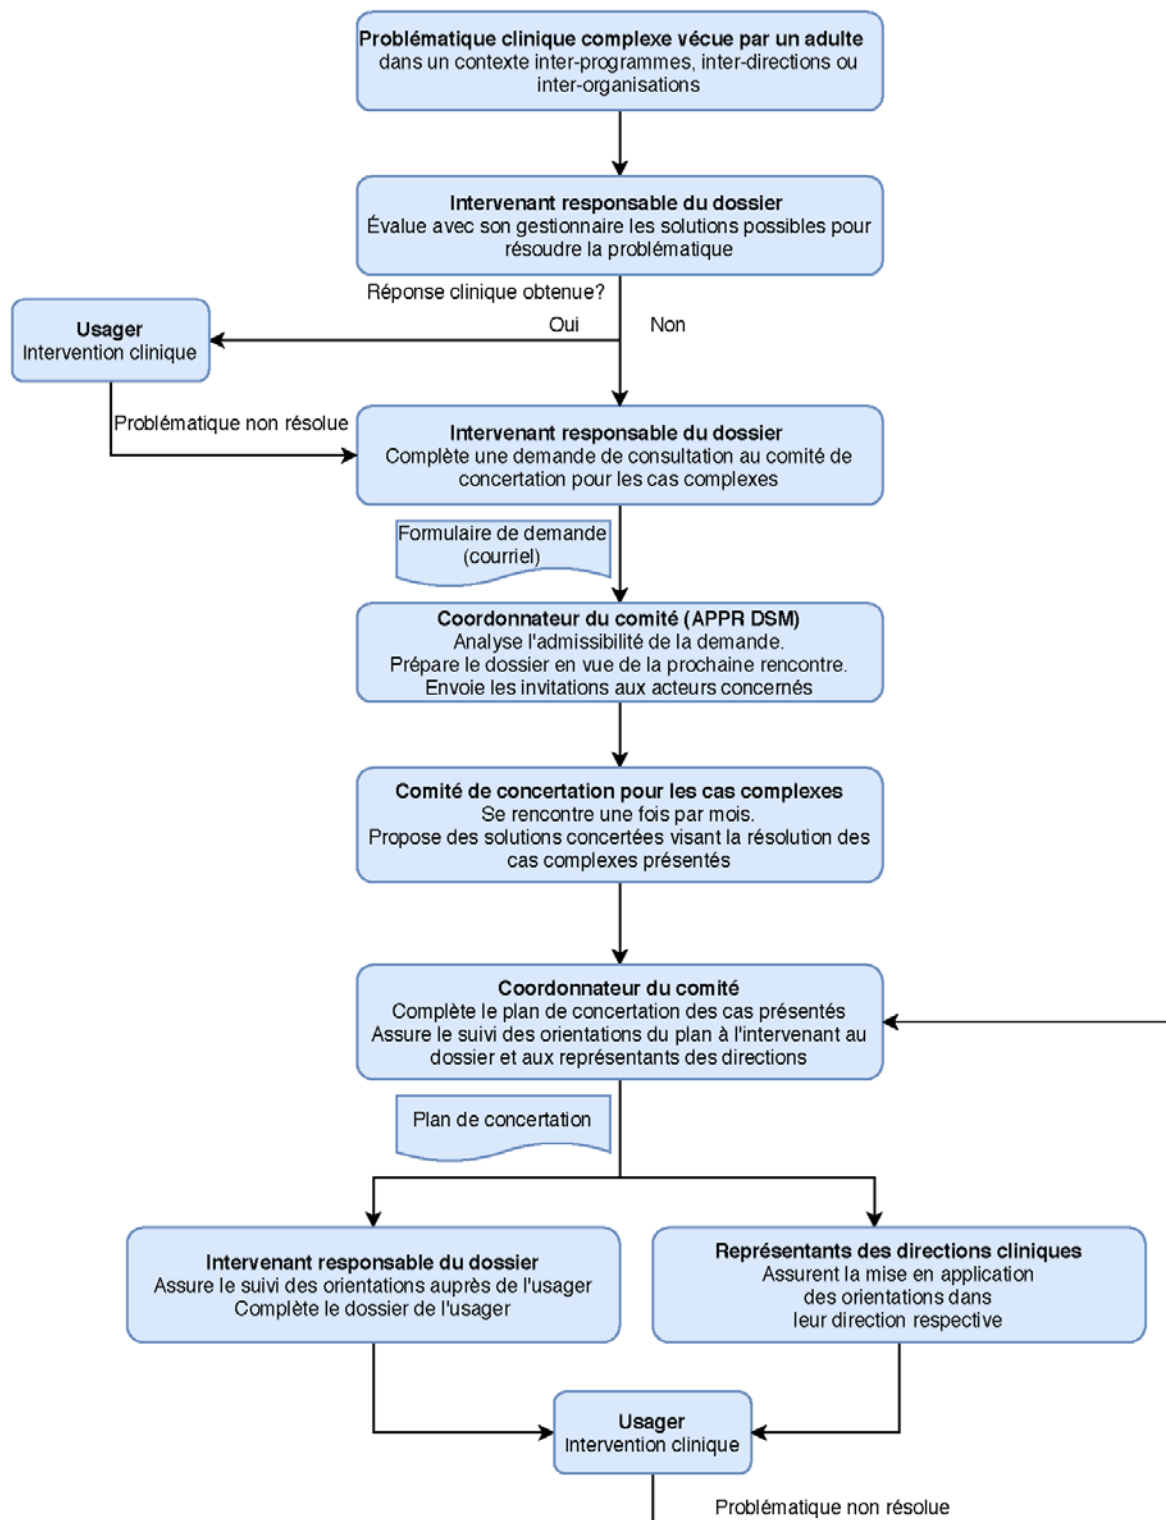 Problématique clinique complexe vécue par un adulte
dans un contexte inter-programmes, inter-directions ou
inter-organisations
Intervenant responsable du dossier
Évalue avec son gestionnaire les solutions possibles pour
résoudre la problématique
Réponse clinique obtenue?
Oui
Non
Usager
Intervention clinique
Problématique non résolue
Intervenant responsable du dossier
Complète une demande de consultation au comité de
concertation pour les cas complexes
Formulaire de demande
(courriel)
Coordonnateur du comité (APPR DSM)
Analyse l'admissibilité de la demande.
Prépare le dossier en vue de la prochaine rencontre.
Envoie les invitations aux acteurs concernés
Comité de concertation pour les cas complexes
Se rencontre une fois par mois.
Propose des solutions concertées visant la résolution des
cas complexes présentés
Coordonnateur du comité
Complète le plan de concertation des cas présentés
Assure le suivi des orientations du plan à l'intervenant au
dossier et aux représentants des directions
Plan de concertation
Intervenant responsable du dossier
Assure le suivi des orientations auprès de l'usager
Complète le dossier de l'usager
Représentants des directions cliniques
Assurent la mise en application
des orientations dans
leur direction respective
Usager
Intervention clinique
Problématique non résolue